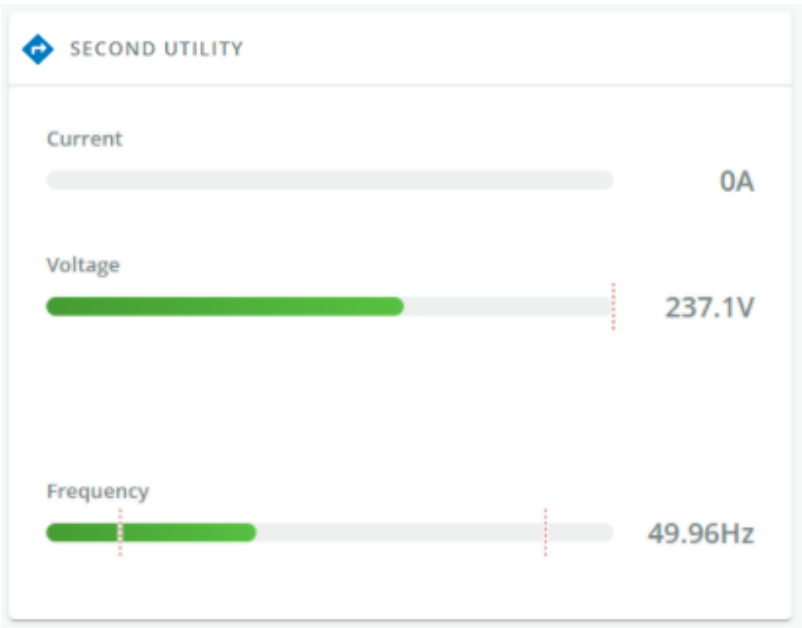 SECOND UTILITY
Current
0A
Voltage
237.1V
Frequency
49.96Hz